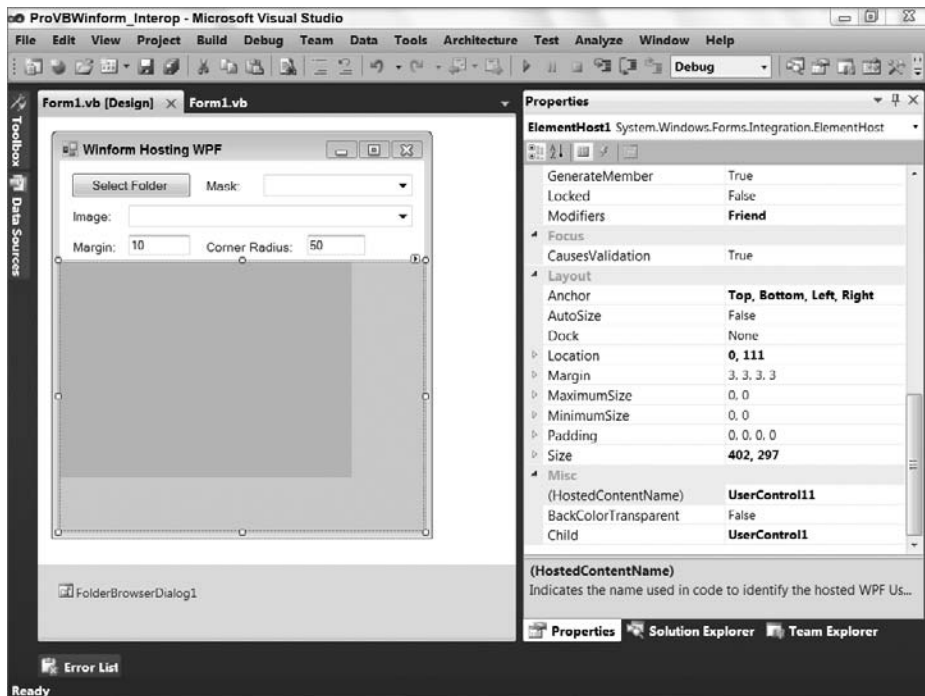 ProVBWinform_Interop - Microsoft Visual Studio
File Edit View Project Build Debug Team Data Tools Architecture Test Analyze Window Help
Debug
Toolbox
Data Sources
Form1.vb [Design] Form1.vb
Winform Hosting WPF
Select Folder Mask:
Image:
Margin: 10 Corner Radius: 50
FolderBrowserDialog1
Properties
ElementHost1 System.Windows.Forms.Integration.ElementHost
GenerateMember True
Locked False
Modifiers Friend
Focus
CausesValidation True
Layout
Anchor Top, Bottom, Left, Right
AutoSize False
Dock None
Location 0, 111
Margin 3, 3, 3, 3
MaximumSize 0, 0
MinimumSize 0, 0
Padding 0, 0, 0, 0
Size 402, 297
Misc
(HostedContentName) UserControl11
BackColorTransparent False
Child UserControl1
(HostedContentName)
Indicates the name used in code to identify the hosted WPF Us...
Properties Solution Explorer Team Explorer
Error List
Ready